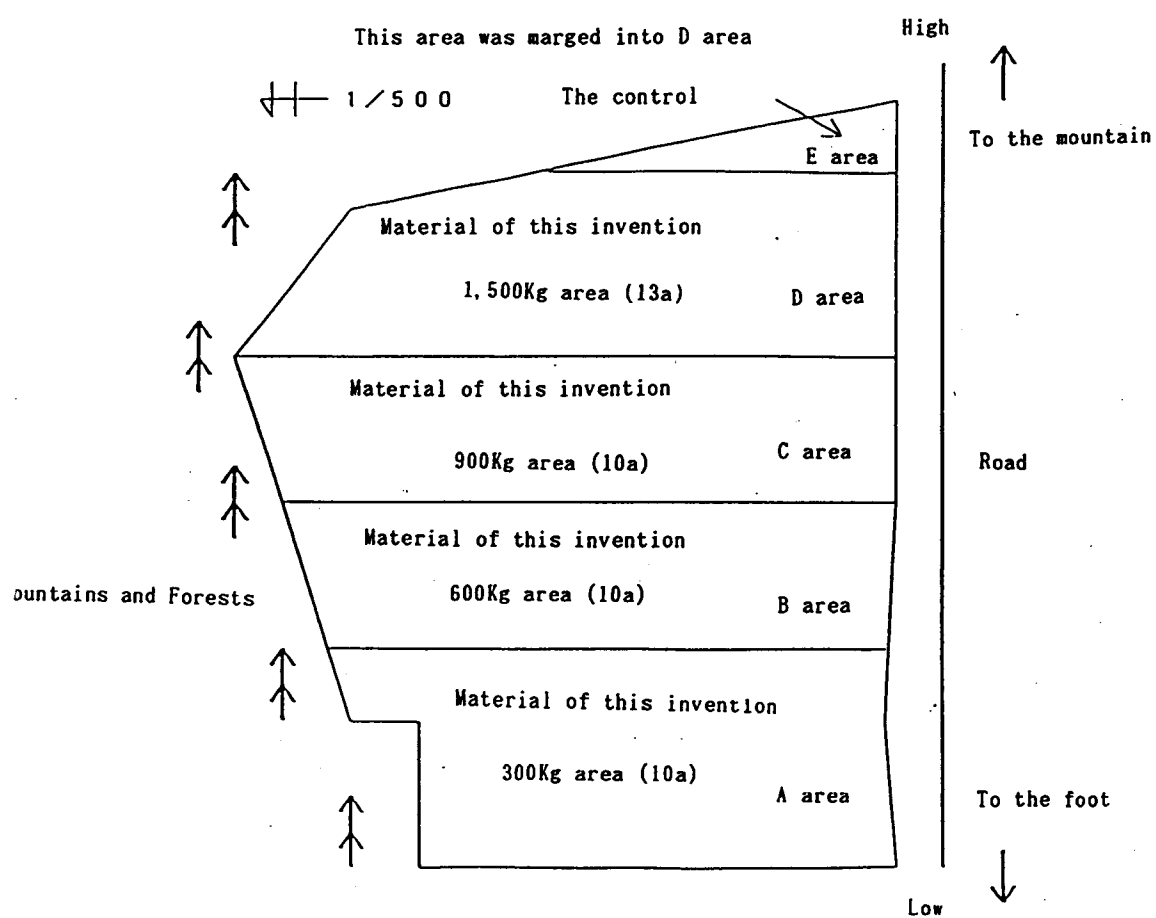 High
This area was marged into D area
1/500
The control
To the mountain
E area
Material of this invention
1,500Kg area (13a)
D area
Material of this invention
900Kg area (10a)
C area
Road
Material of this invention
600Kg area (10a)
B area
ountains and Forests
Material of this invention
300Kg area (10a)
A area
To the foot
Low